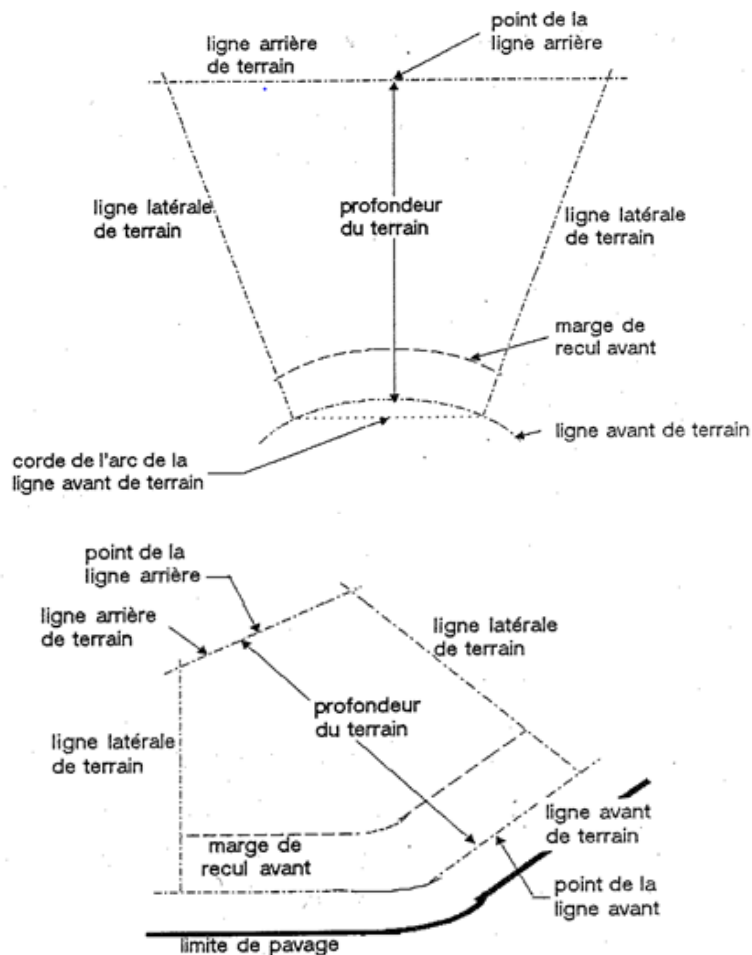 ligne arrière
de terrain
point de la
ligne arrière
ligne latérale
de terrain
profondeur
du terrain
ligne latérale
de terrain
marge de
recul avant
ligne avant de terrain
corde de l'arc de la
ligne avant de terrain
point de la
ligne arrière
ligne arrière
de terrain
ligne latérale
de terrain
profondeur
du terrain
ligne latérale
de terrain
marge de
recul avant
ligne avant
de terrain
point de la
ligne avant
limite de pavage